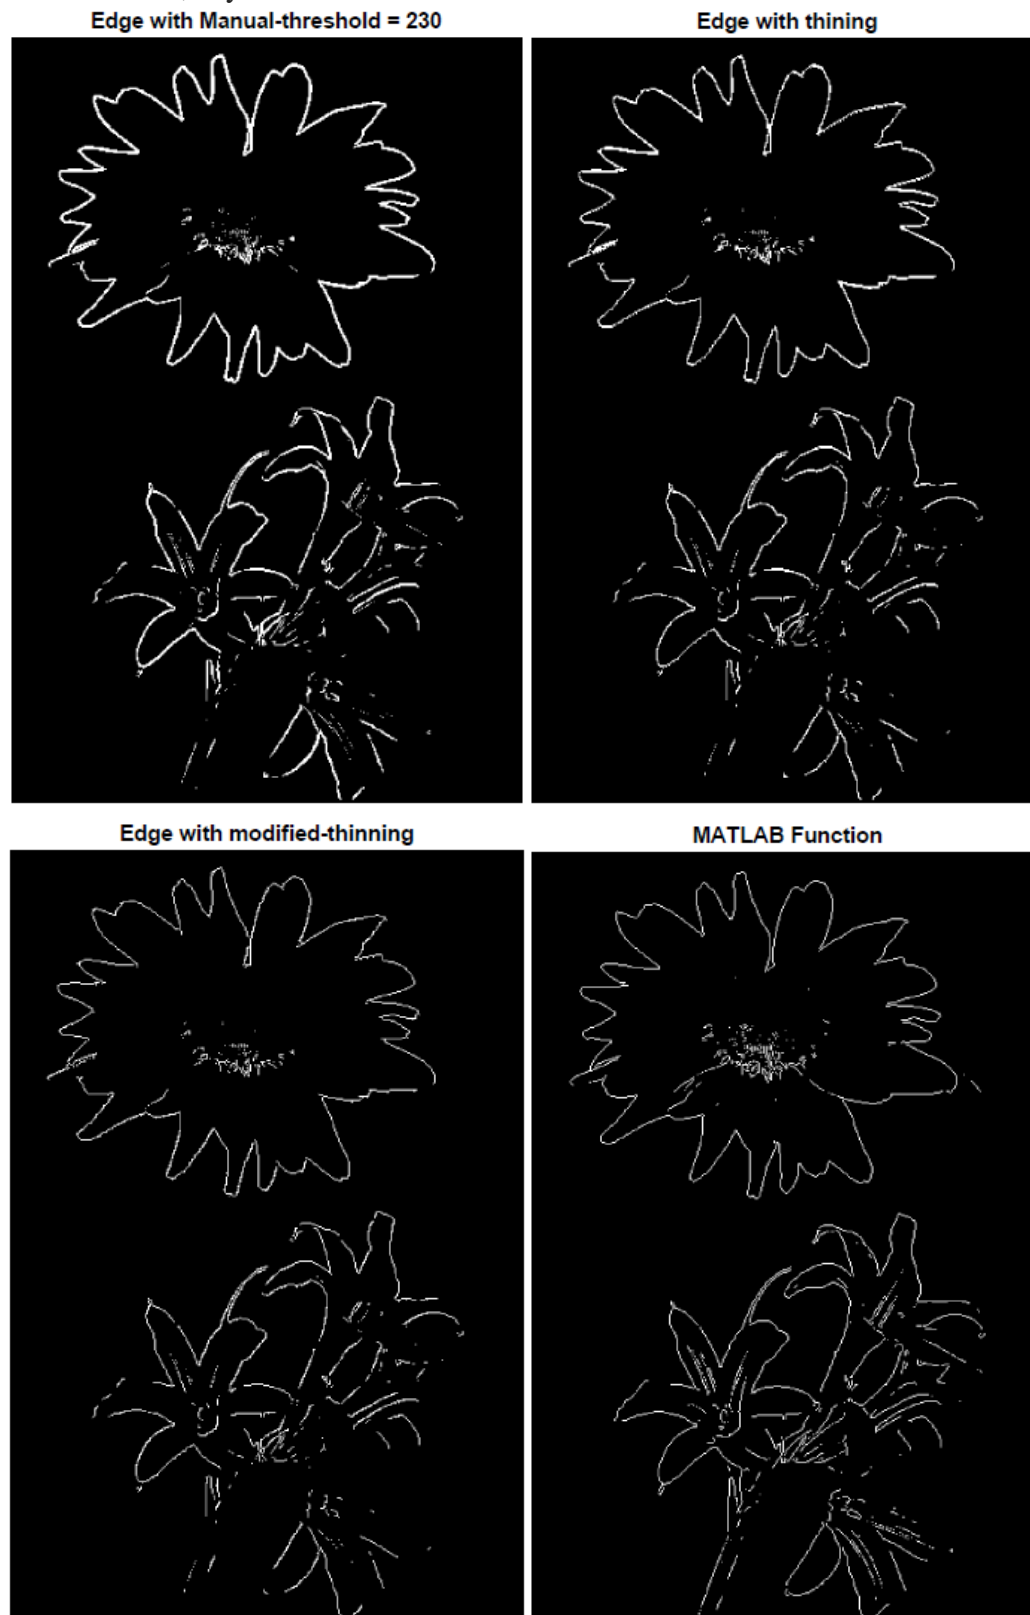 Edge with Manual-threshold = 230
Edge with thining
Edge with modified-thinning
MATLAB Function